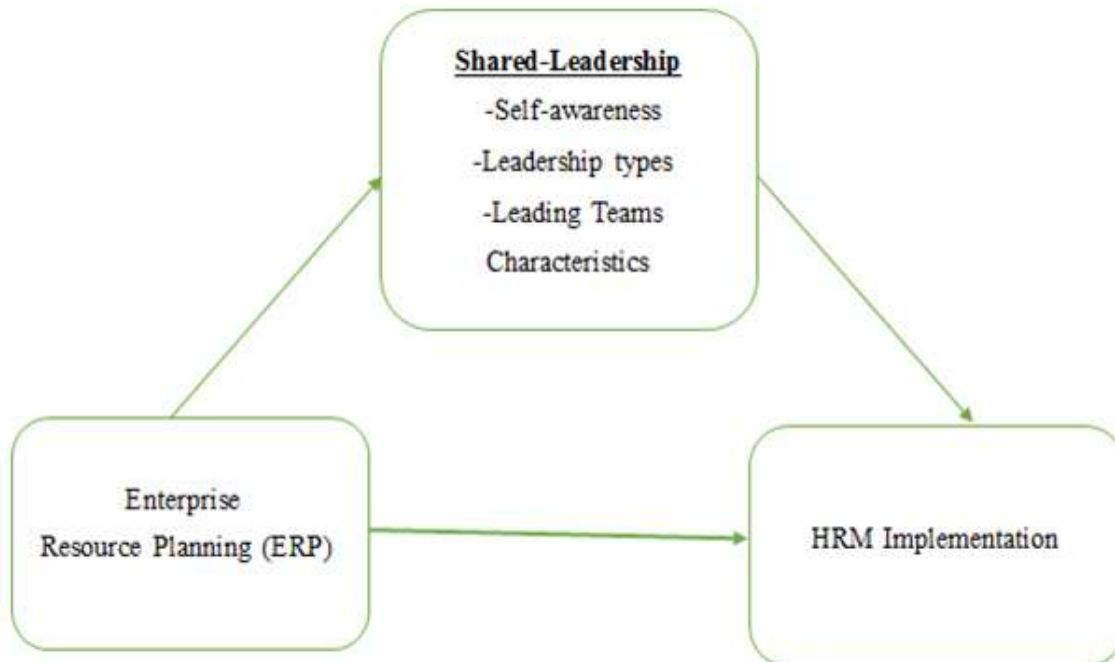 Shared-Leadership
-Self-awareness
-Leadership types
-Leading Teams
Characteristics
Enterprise
Resource Planning (ERP)
HRM Implementation